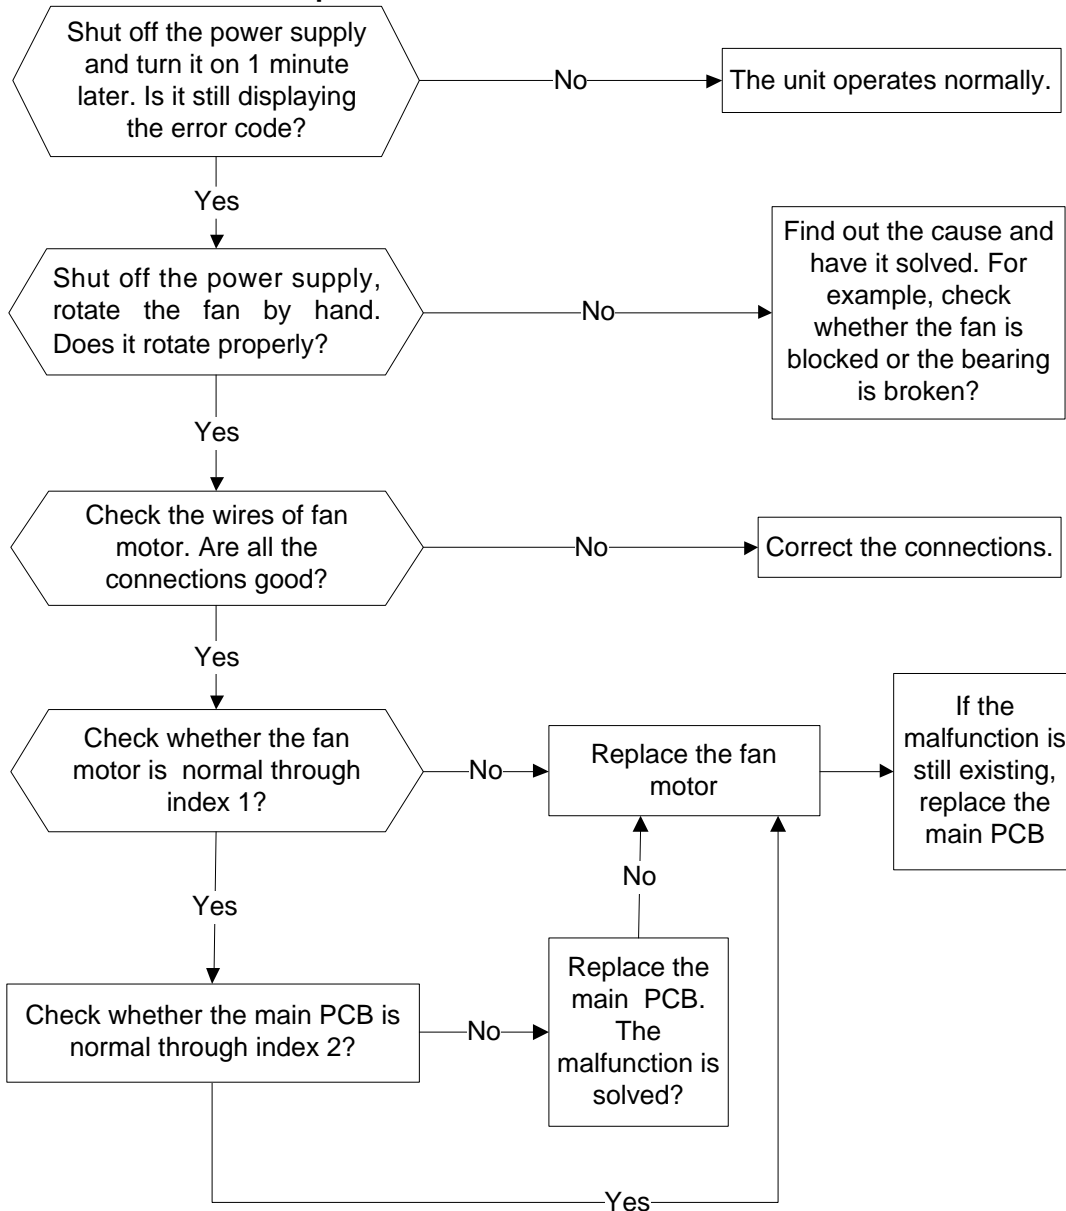 Shut off the power supply
and turn it on 1 minute
later. Is it still displaying
the error code?
No
The unit operates normally.
Yes
Shut off the power supply,
rotate the fan by hand.
Does it rotate properly?
No
Find out the cause and
have it solved. For
example, check
whether the fan is
blocked or the bearing
is broken?
Yes
Check the wires of fan
motor. Are all the
connections good?
No
Correct the connections.
Yes
Check whether the fan
motor is normal through
index 1?
No
Replace the fan
motor
If the
malfunction is
still existing,
replace the
main PCB
Yes
No
Check whether the main PCB is
normal through index 2?
No
Replace the
main PCB.
The
malfunction is
solved?
Yes